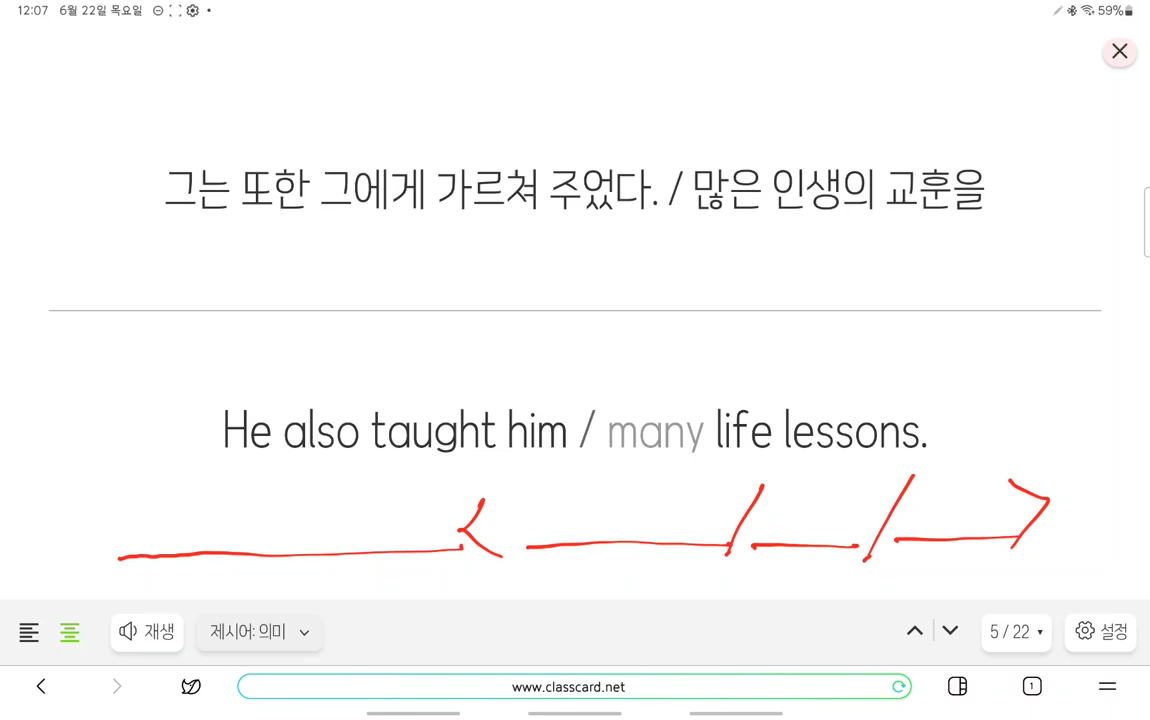 12:07 6월 22일 목요일 59%
그는 또한 그에게 가르쳐 주었다. / 많은 인생의 교훈을
He also taught him / many life lessons.
재생 제시어: 의미 5 / 22 설정
www.classcard.net 1